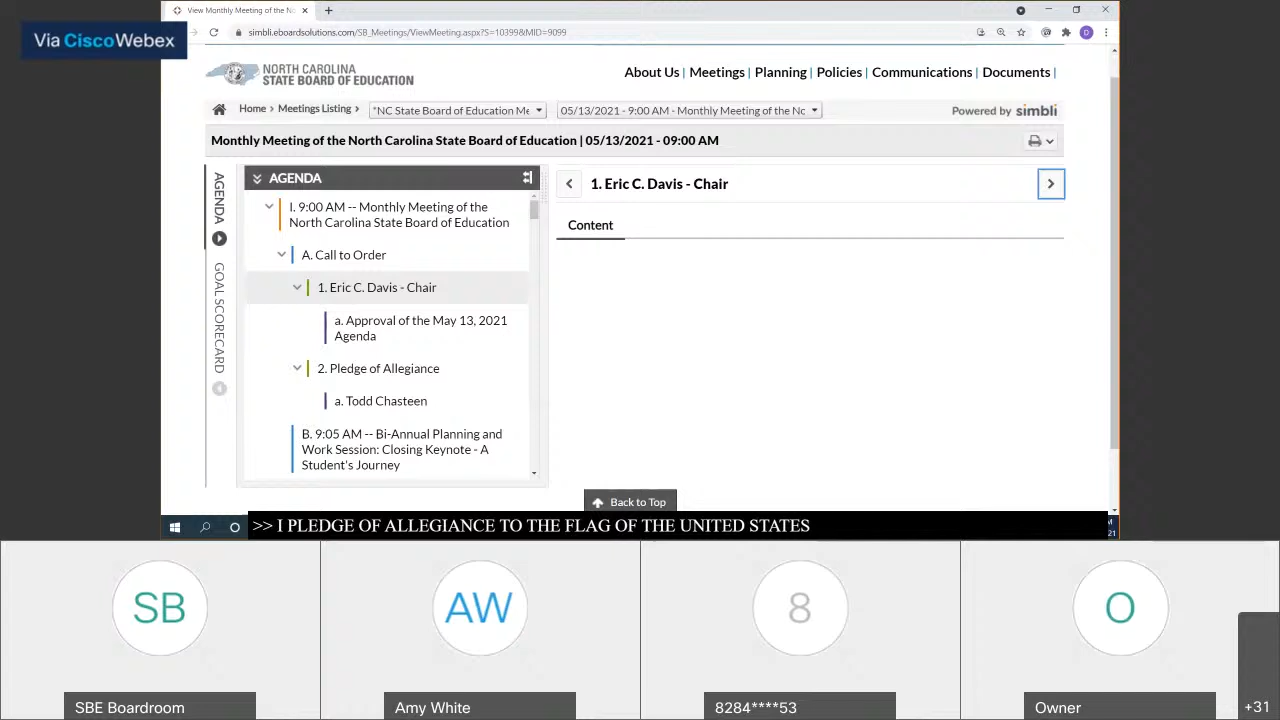 View Monthly Meeting of the No
Via Cisco Webex
simbli.eboardsolutions.com/SB_Meetings/ViewMeeting.aspx?S=10399&MID=9099
D
NORTH CAROLINA
STATE BOARD OF EDUCATION
About Us | Meetings | Planning | Policies | Communications | Documents |
Home > Meetings Listing >
*NC State Board of Education Me
05/13/2021 - 9:00 AM - Monthly Meeting of the No
Powered by simbli
Monthly Meeting of the North Carolina State Board of Education | 05/13/2021 - 09:00 AM
AGENDA
GOAL SCORECARD
AGENDA
I. 9:00 AM -- Monthly Meeting of the
North Carolina State Board of Education
A. Call to Order
1. Eric C. Davis - Chair
a. Approval of the May 13, 2021
Agenda
2. Pledge of Allegiance
a. Todd Chasteen
B. 9:05 AM -- Bi-Annual Planning and
Work Session: Closing Keynote - A
Student's Journey
1. Eric C. Davis - Chair
Content
Back to Top
>> I PLEDGE OF ALLEGIANCE TO THE FLAG OF THE UNITED STATES
M
21
SB
SBE Boardroom
AW
Amy White
8
8284****53
O
Owner
+31